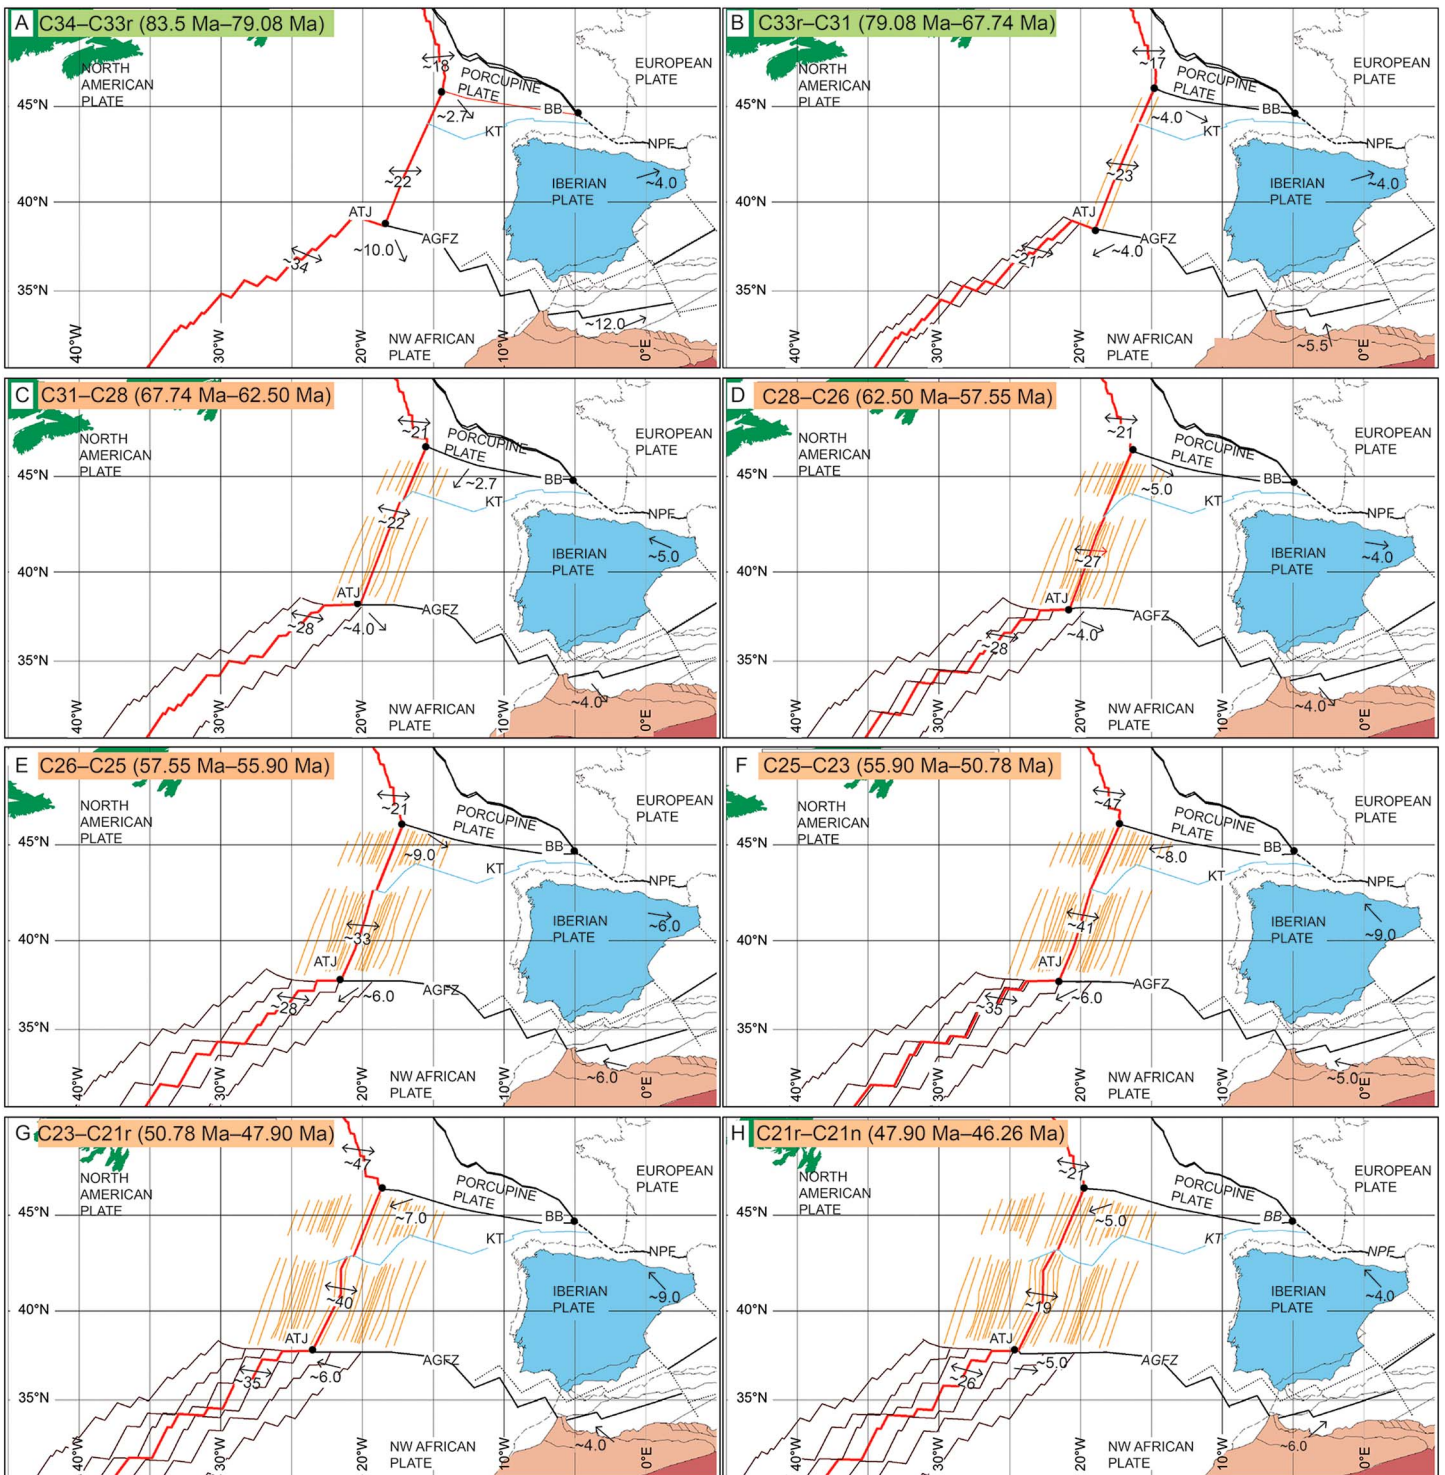 A C34–C33r (83.5 Ma–79.08 Ma)
NORTH
AMERICAN
PLATE
~18
PORCUPINE
PLATE
EUROPEAN
PLATE
45°N
~2.7
BB
KT
NPF
~22
IBERIAN
PLATE
~4.0
40°N
ATJ
~10.0
AGFZ
~34
35°N
~12.0
NW AFRICAN
PLATE
40°W
30°W
20°W
10°W
0°E
B C33r–C31 (79.08 Ma–67.74 Ma)
NORTH
AMERICAN
PLATE
~17
PORCUPINE
PLATE
EUROPEAN
PLATE
45°N
~4.0
BB
KT
NPF
~23
IBERIAN
PLATE
~4.0
40°N
ATJ
AGFZ
~4.0
~21
35°N
~5.5
NW AFRICAN
PLATE
40°W
30°W
20°W
10°W
0°E
C C31–C28 (67.74 Ma–62.50 Ma)
NORTH
AMERICAN
PLATE
~21
PORCUPINE
PLATE
EUROPEAN
PLATE
45°N
~2.7
BB
KT
NPF
~22
IBERIAN
PLATE
~5.0
40°N
ATJ
AGFZ
~28
~4.0
35°N
~4.0
NW AFRICAN
PLATE
40°W
30°W
20°W
10°W
0°E
D C28–C26 (62.50 Ma–57.55 Ma)
NORTH
AMERICAN
PLATE
~21
PORCUPINE
PLATE
EUROPEAN
PLATE
45°N
~5.0
BB
KT
NPF
~27
IBERIAN
PLATE
~4.0
40°N
ATJ
AGFZ
~28
~4.0
35°N
~4.0
NW AFRICAN
PLATE
40°W
30°W
20°W
10°W
0°E
E C26–C25 (57.55 Ma–55.90 Ma)
NORTH
AMERICAN
PLATE
~21
PORCUPINE
PLATE
EUROPEAN
PLATE
45°N
~9.0
BB
KT
NPF
~33
IBERIAN
PLATE
~6.0
40°N
ATJ
AGFZ
~28
~6.0
35°N
~6.0
NW AFRICAN
PLATE
40°W
30°W
20°W
10°W
0°E
F C25–C23 (55.90 Ma–50.78 Ma)
NORTH
AMERICAN
PLATE
~47
PORCUPINE
PLATE
EUROPEAN
PLATE
45°N
~8.0
BB
KT
NPF
~41
IBERIAN
PLATE
~9.0
40°N
ATJ
AGFZ
~35
~6.0
35°N
~5.0
NW AFRICAN
PLATE
40°W
30°W
20°W
10°W
0°E
G C23–C21r (50.78 Ma–47.90 Ma)
NORTH
AMERICAN
PLATE
~47
PORCUPINE
PLATE
EUROPEAN
PLATE
45°N
~7.0
BB
KT
NPF
~40
IBERIAN
PLATE
~9.0
40°N
ATJ
AGFZ
~35
~6.0
35°N
~4.0
NW AFRICAN
PLATE
40°W
30°W
20°W
10°W
0°E
H C21r–C21n (47.90 Ma–46.26 Ma)
NORTH
AMERICAN
PLATE
~21
PORCUPINE
PLATE
EUROPEAN
PLATE
45°N
~5.0
BB
KT
NPF
~19
IBERIAN
PLATE
~4.0
40°N
ATJ
AGFZ
~26
~5.0
35°N
~6.0
NW AFRICAN
PLATE
40°W
30°W
20°W
10°W
0°E